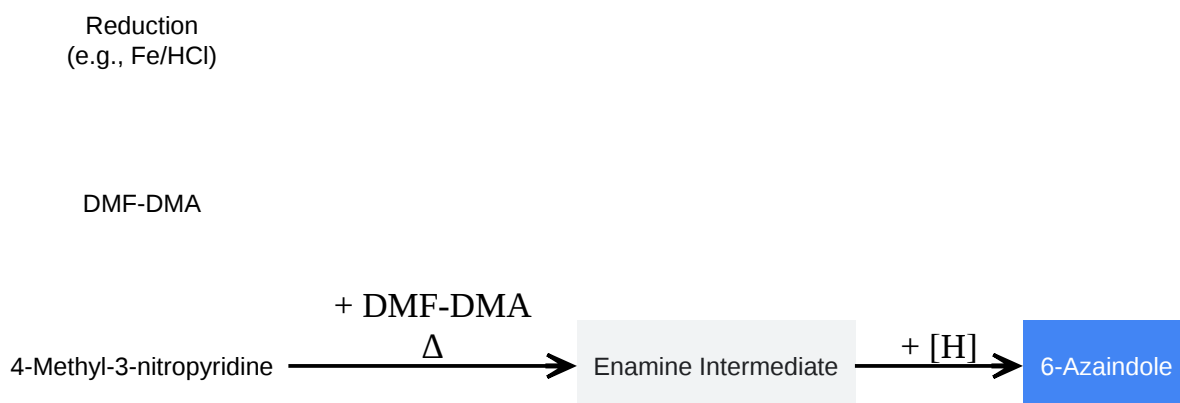 Reduction
(e.g., Fe/HCl)
DMF-DMA
+ DMF-DMA
Δ
+ [H]
4-Methyl-3-nitropyridine
Enamine Intermediate
6-Azaindole